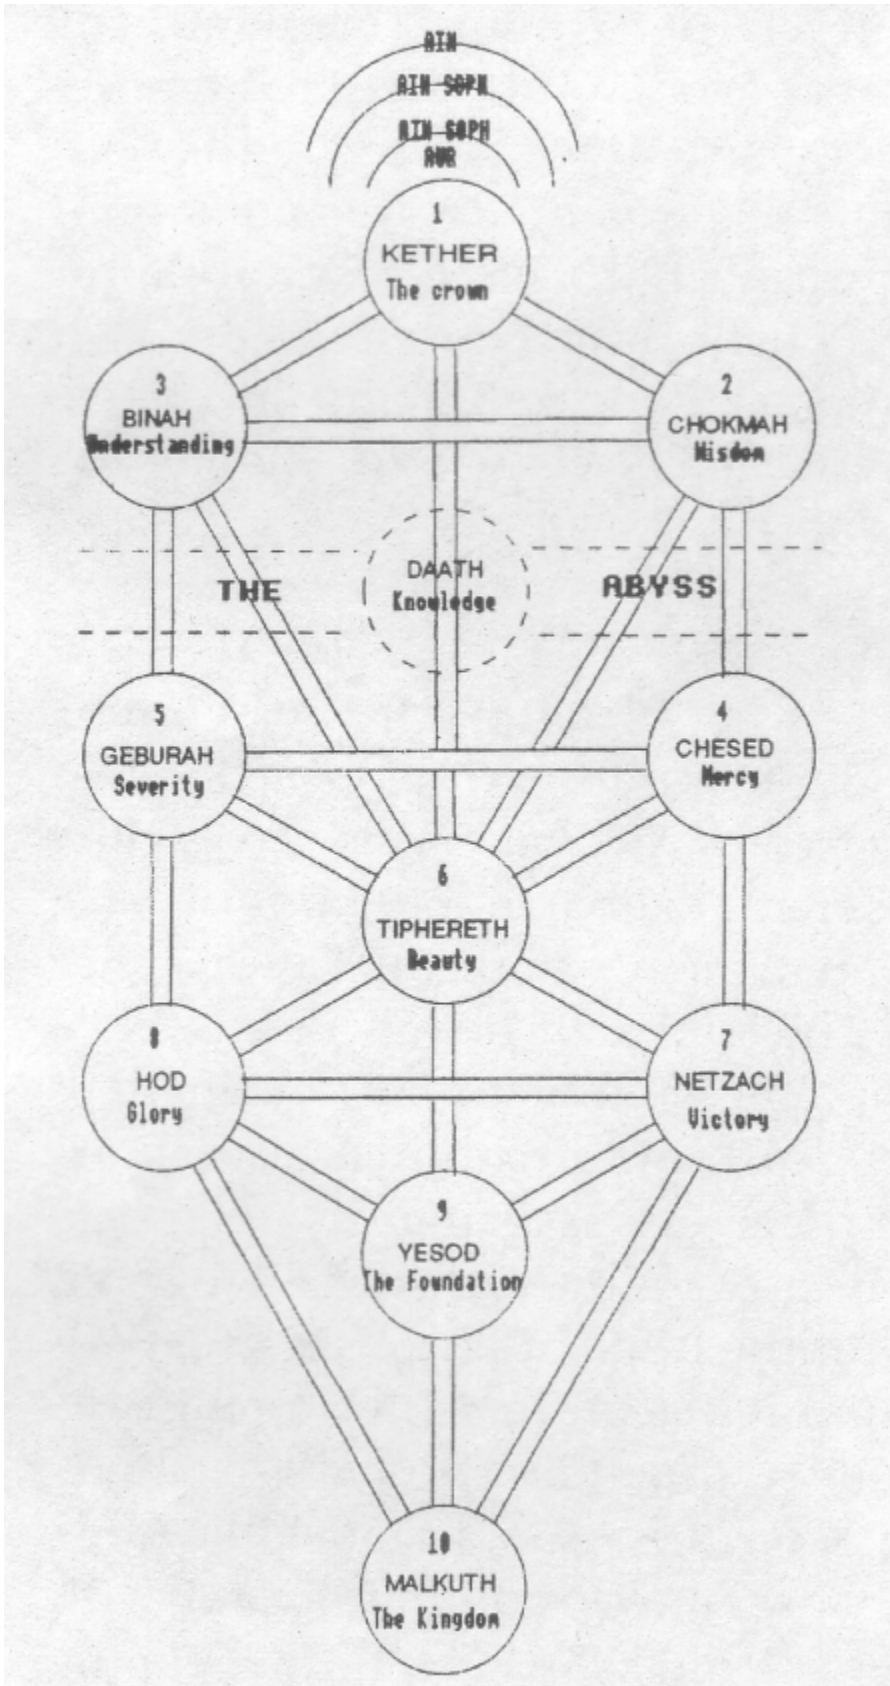 AIN
AIN SOPH
AIN SOPH
AUR
1
KETHER
The crown
3
BINAH
Understanding
2
CHOKMAH
Wisdom
THE
DAATH
Knowledge
ABYSS
5
GEBURAH
Severity
4
CHESED
Mercy
6
TIPHERETH
Beauty
8
HOD
Glory
7
NETZACH
Victory
9
YESOD
The Foundation
10
MALKUTH
The Kingdom